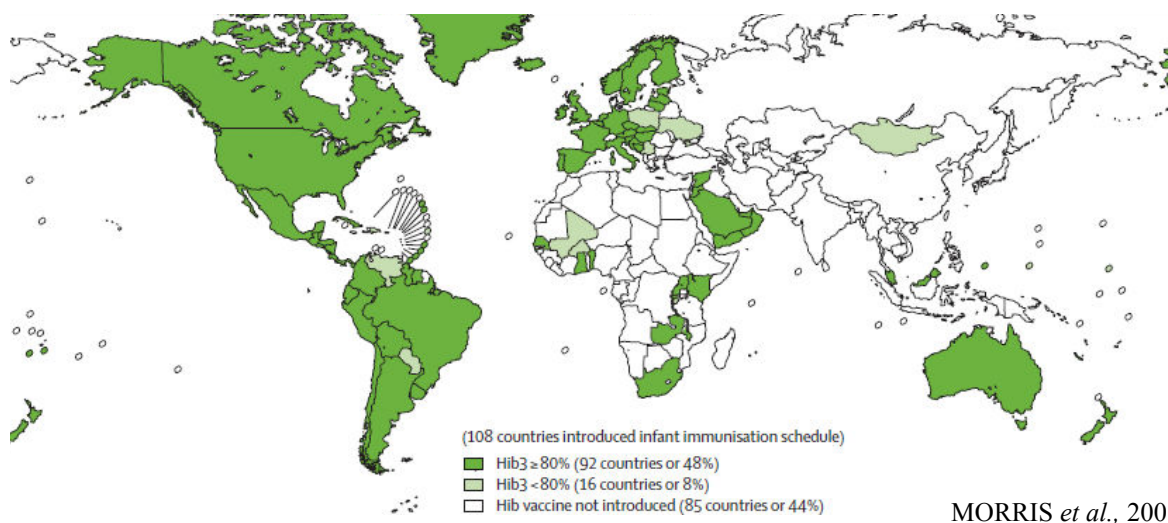 (108 countries introduced infant immunisation schedule)
Hib3 ≥ 80% (92 countries or 48%)
Hib3 < 80% (16 countries or 8%)
Hib vaccine not introduced (85 countries or 44%)
MORRIS et al., 200